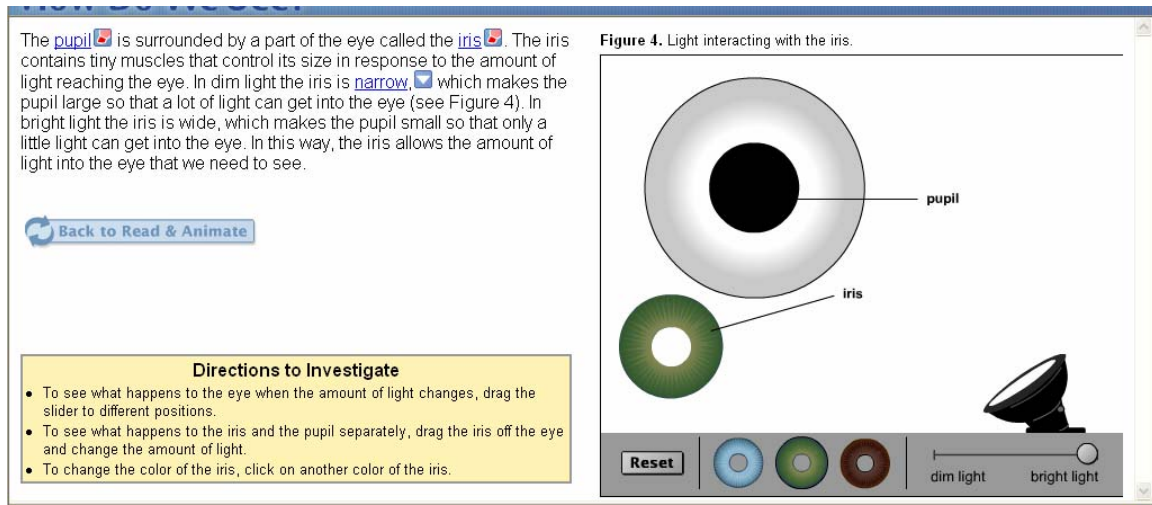 How Do We See?
The pupil is surrounded by a part of the eye called the iris. The iris
contains tiny muscles that control its size in response to the amount of
light reaching the eye. In dim light the iris is narrow, which makes the
pupil large so that a lot of light can get into the eye (see Figure 4). In
bright light the iris is wide, which makes the pupil small so that only a
little light can get into the eye. In this way, the iris allows the amount of
light into the eye that we need to see.
Back to Read & Animate
Directions to Investigate
• To see what happens to the eye when the amount of light changes, drag the
slider to different positions.
• To see what happens to the iris and the pupil separately, drag the iris off the eye
and change the amount of light.
• To change the color of the iris, click on another color of the iris.
Figure 4. Light interacting with the iris.
pupil
iris
Reset
dim light
bright light